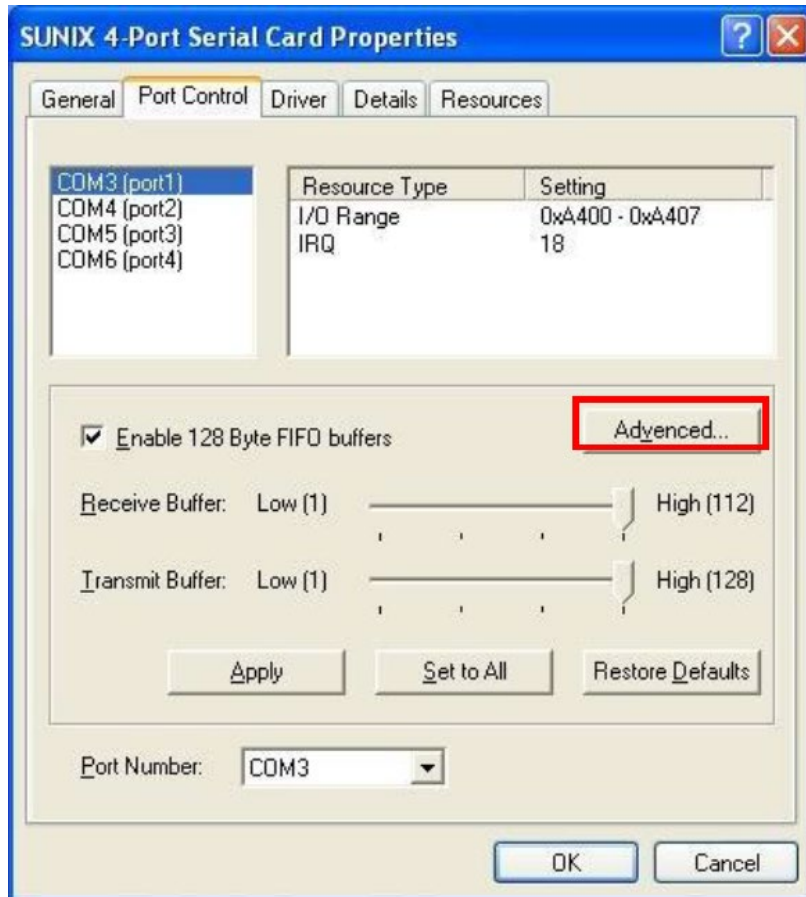 SUNIX 4-Port Serial Card Properties
General Port Control Driver Details Resources
COM3 (port1)
COM4 (port2)
COM5 (port3)
COM6 (port4)
Resource Type Setting
I/O Range 0xA400 - 0xA407
IRQ 18
Enable 128 Byte FIFO buffers
Advenced...
Receive Buffer: Low (1) High (112)
Transmit Buffer: Low (1) High (128)
Apply Set to All Restore Defaults
Port Number: COM3
OK Cancel